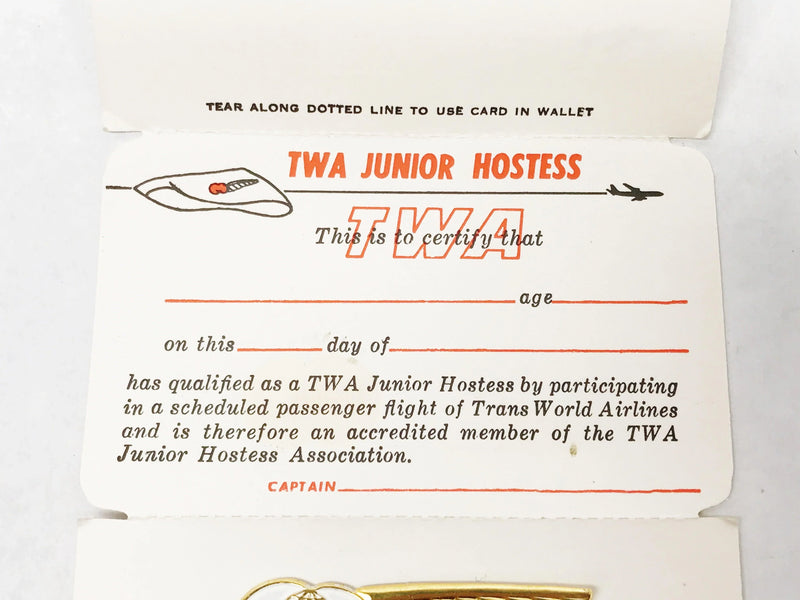 TEAR ALONG DOTTED LINE TO USE CARD IN WALLET
TWA JUNIOR HOSTESS
TWA
This is to certify that
age
on this day of
has qualified as a TWA Junior Hostess by participating
in a scheduled passenger flight of Trans World Airlines
and is therefore an accredited member of the TWA
Junior Hostess Association.
CAPTAIN